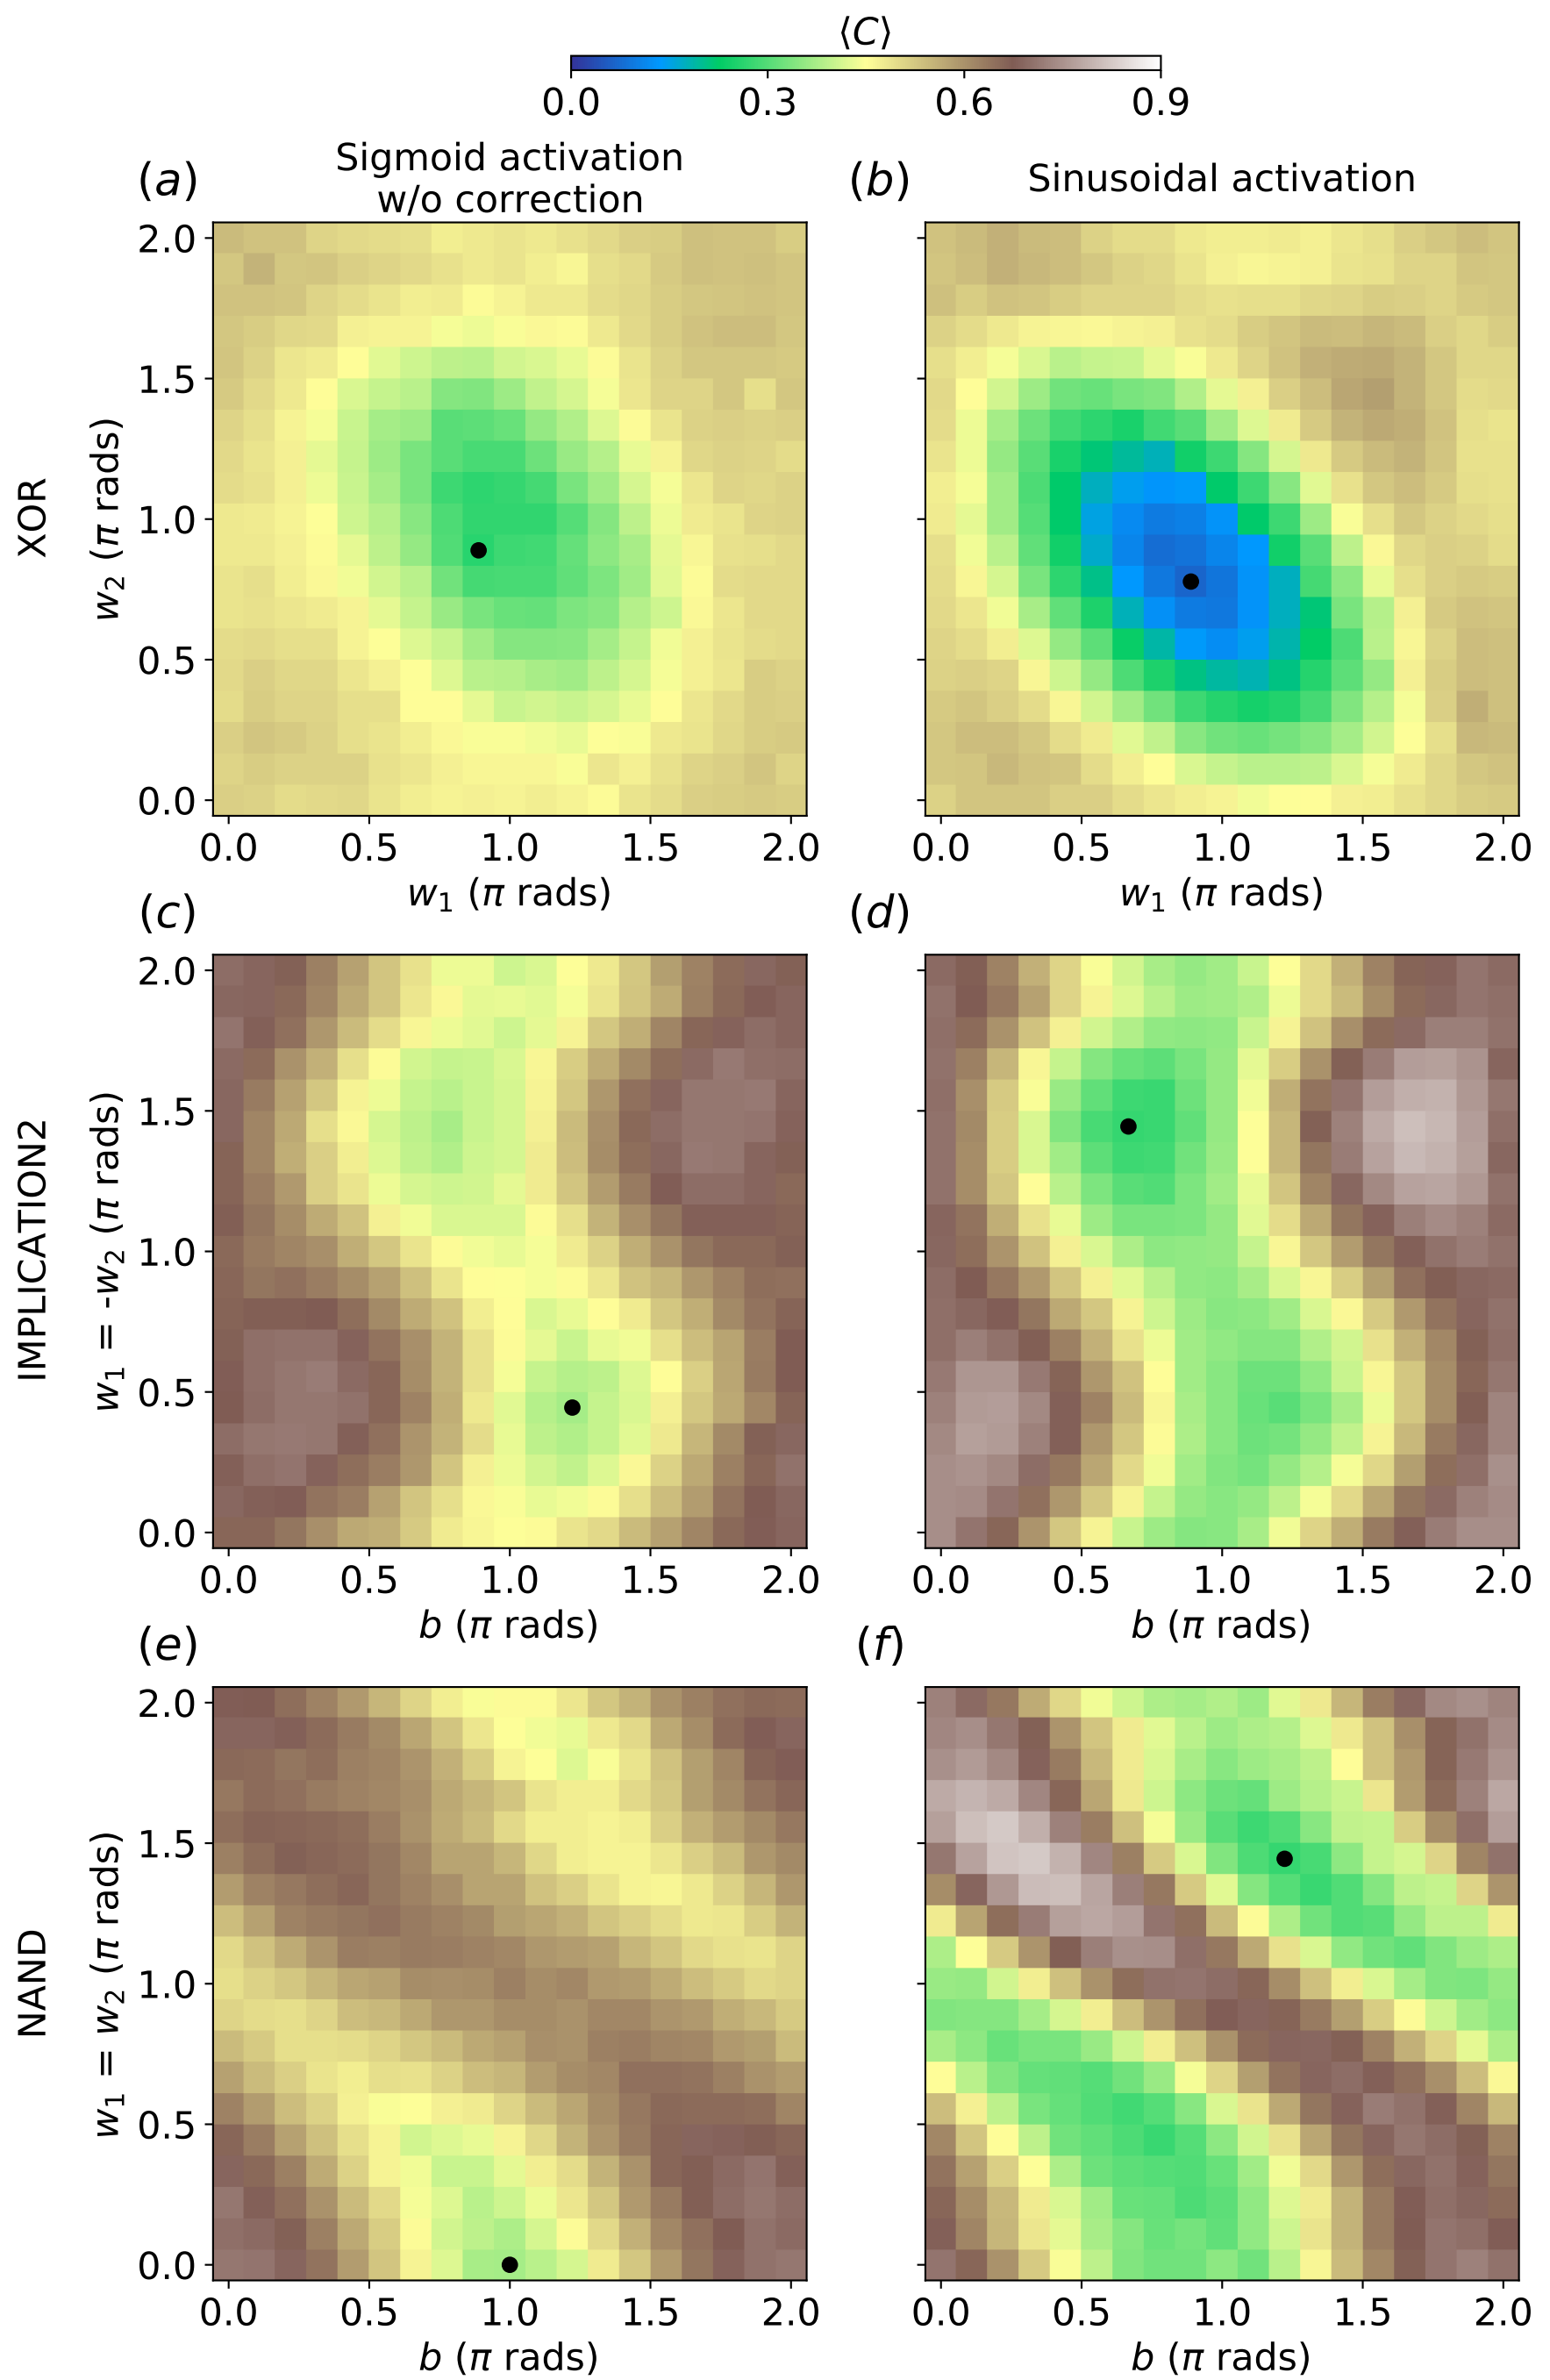 ⟨C⟩
0.0 0.3 0.6 0.9
(a) Sigmoid activation
w/o correction
(b) Sinusoidal activation
XOR
w₂ (π rads)
2.0
1.5
1.0
0.5
0.0
0.0 0.5 1.0 1.5 2.0
w₁ (π rads)
0.0 0.5 1.0 1.5 2.0
w₁ (π rads)
(c)
(d)
IMPLICATION2
w₁ = -w₂ (π rads)
2.0
1.5
1.0
0.5
0.0
0.0 0.5 1.0 1.5 2.0
b (π rads)
0.0 0.5 1.0 1.5 2.0
b (π rads)
(e)
(f)
NAND
w₁ = w₂ (π rads)
2.0
1.5
1.0
0.5
0.0
0.0 0.5 1.0 1.5 2.0
b (π rads)
0.0 0.5 1.0 1.5 2.0
b (π rads)